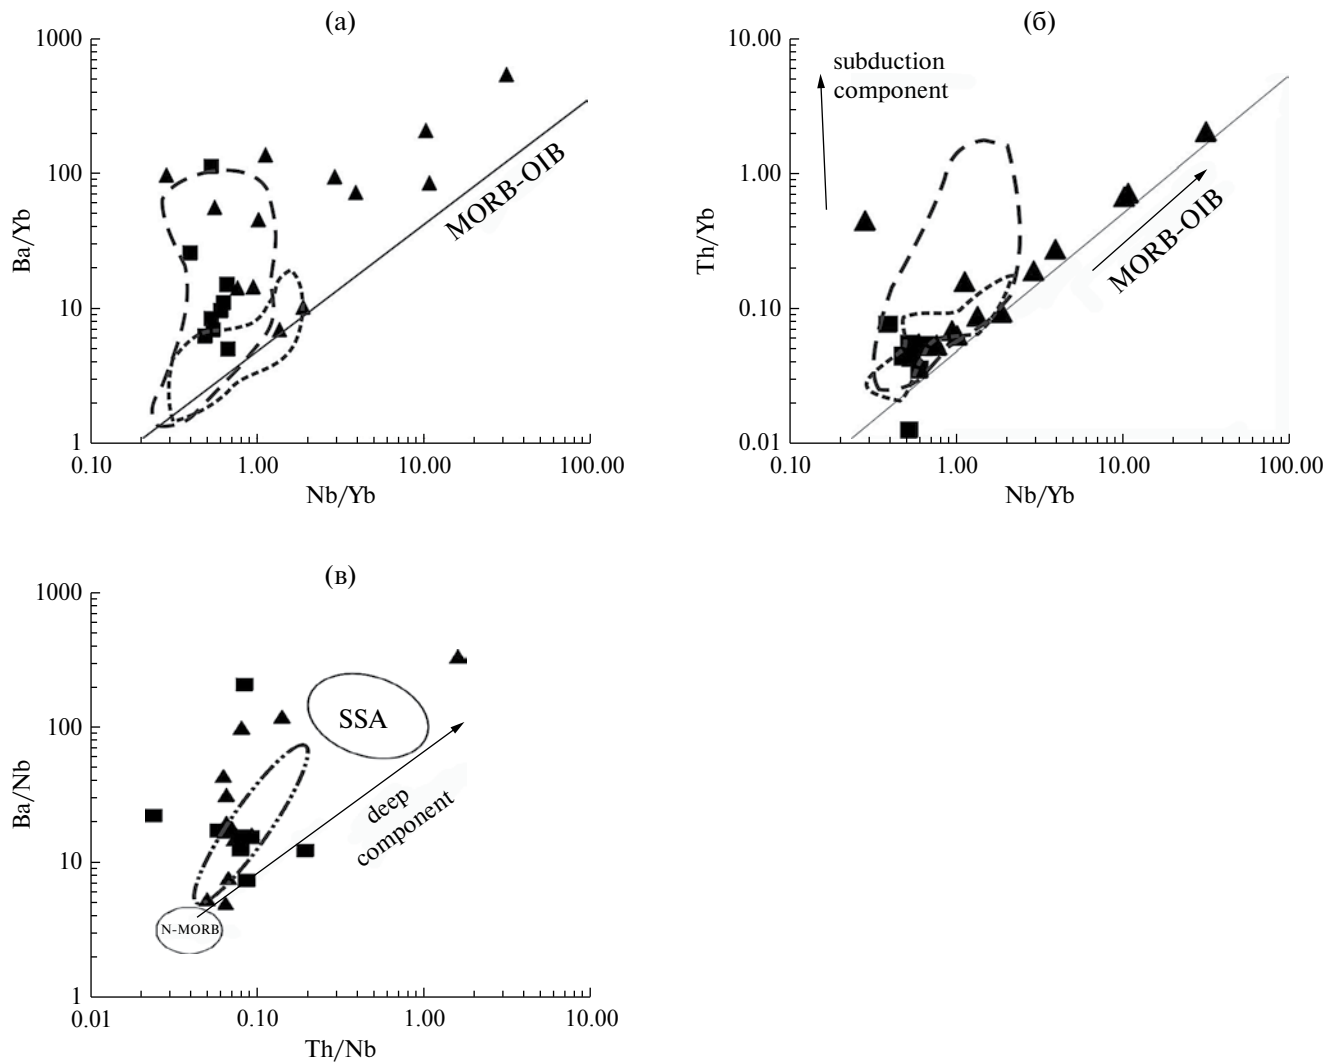 (а)
1000
100
10
1
Ba/Yb
MORB-OIB
0.10
1.00
10.00
100.00
Nb/Yb
(б)
10.00
1.00
0.10
0.01
Th/Yb
subduction
component
MORB-OIB
0.10
1.00
10.00
100.00
Nb/Yb
(в)
1000
100
10
1
Ba/Nb
SSA
deep
component
N-MORB
0.01
0.10
1.00
10.00
Th/Nb